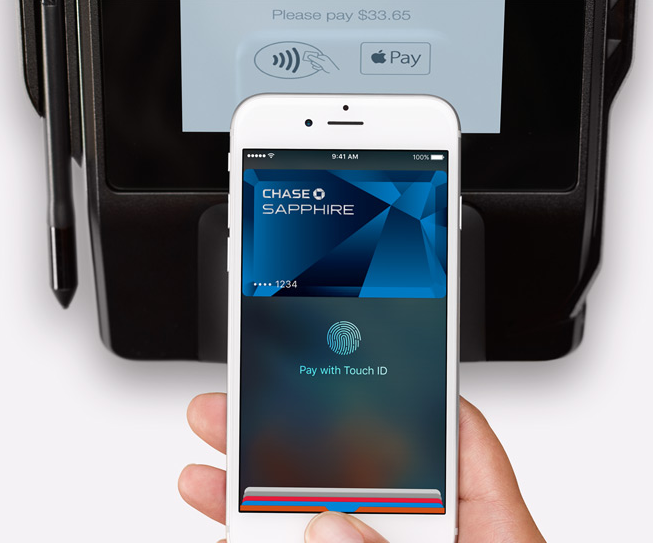 Please pay $33.65
Pay
9:41 AM
100%
CHASE
SAPPHIRE
•••• 1234
Pay with Touch ID